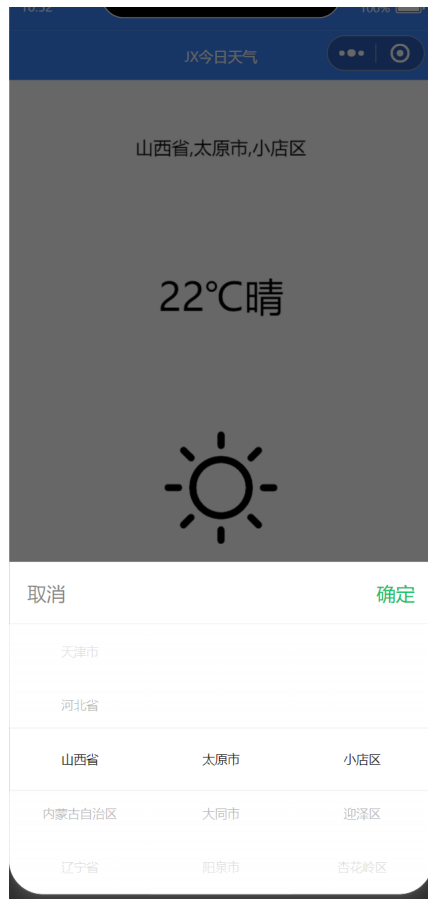 10:52
100%
JX今日天气
山西省,太原市,小店区
22℃晴
取消 确定
天津市
河北省
山西省 太原市 小店区
内蒙古自治区 大同市 迎泽区
辽宁省 阳泉市 杏花岭区